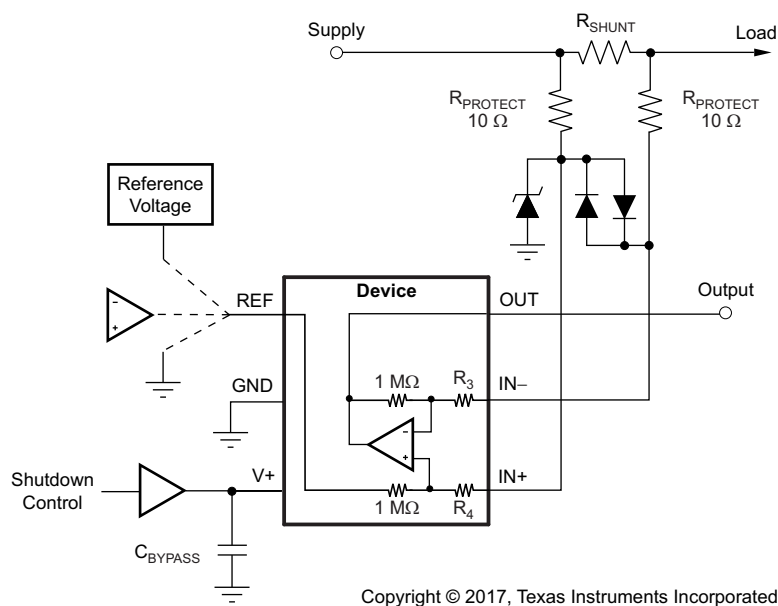 R_SHUNT
Supply
Load
R_PROTECT
10 Ω
R_PROTECT
10 Ω
Reference
Voltage
Device
REF
OUT
Output
-
+
GND
1 MΩ
R_3
IN–
-
+
Shutdown
Control
V+
IN+
1 MΩ
R_4
C_BYPASS
Copyright © 2017, Texas Instruments Incorporated